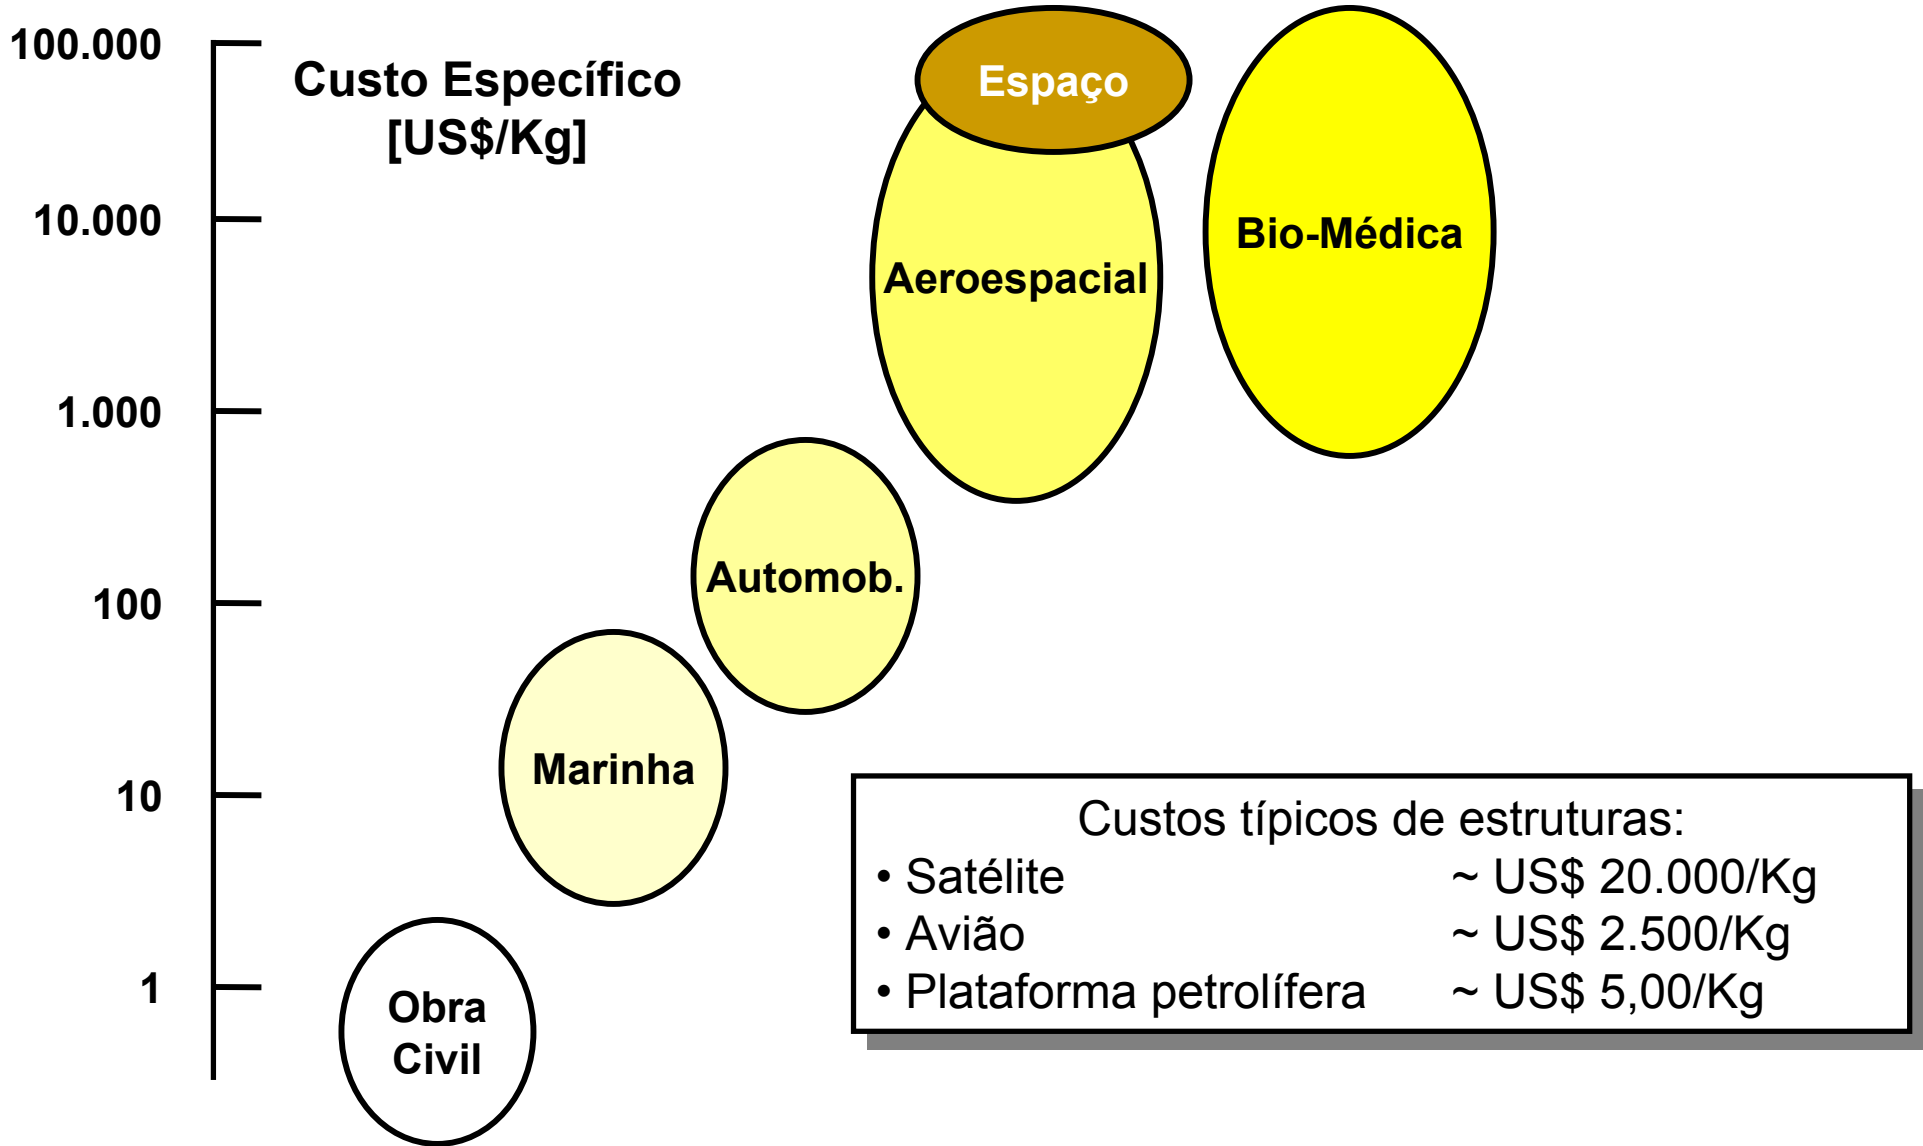 100.000
Custo Específico
[US$/Kg]
Espaço
10.000
Bio-Médica
Aeroespacial
1.000
Automob.
100
Marinha
10
Custos típicos de estruturas:
• Satélite ~ US$ 20.000/Kg
• Avião ~ US$ 2.500/Kg
• Plataforma petrolífera ~ US$ 5,00/Kg
1
Obra
Civil